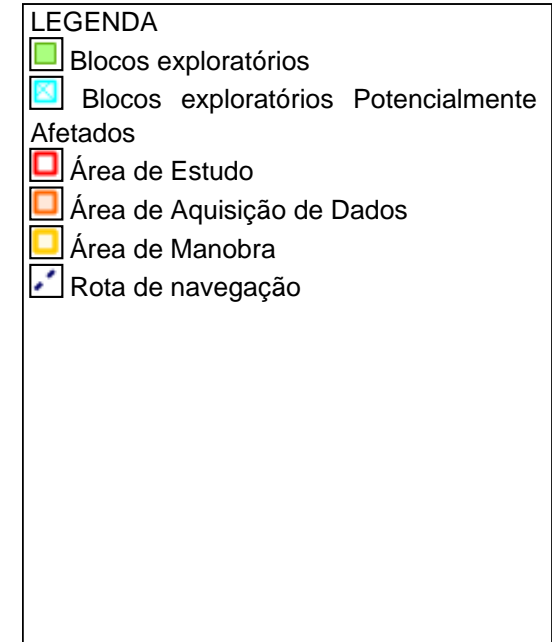 LEGENDA
Blocos exploratórios
Blocos exploratórios Potencialmente
Afetados
Área de Estudo
Área de Aquisição de Dados
Área de Manobra
Rota de navegação